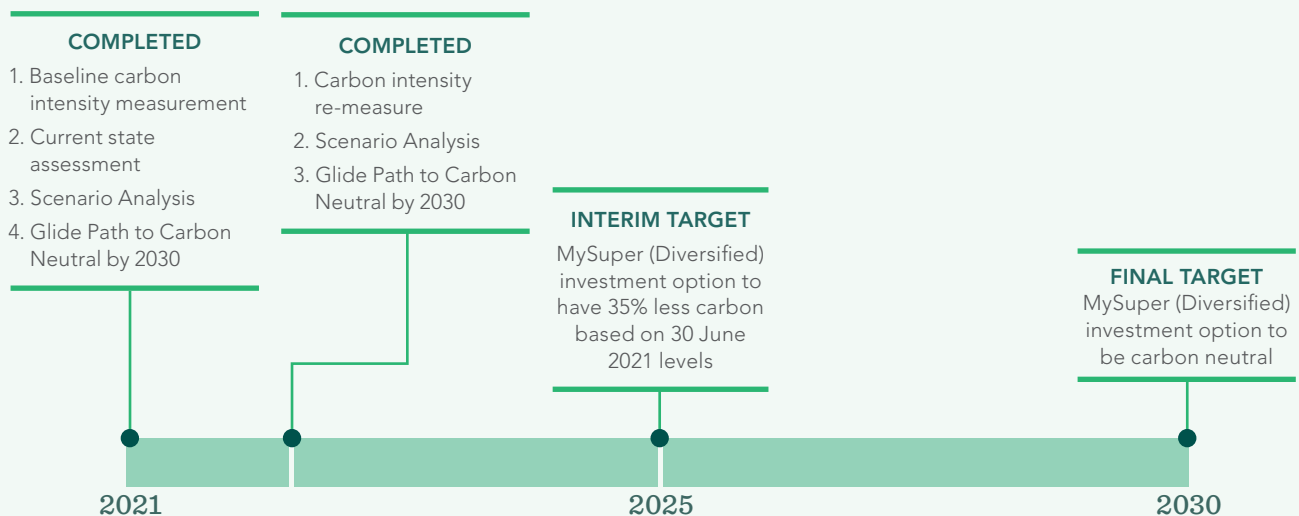 COMPLETED
1. Baseline carbon
intensity measurement
2. Current state
assessment
3. Scenario Analysis
4. Glide Path to Carbon
Neutral by 2030
COMPLETED
1. Carbon intensity
re-measure
2. Scenario Analysis
3. Glide Path to Carbon
Neutral by 2030
INTERIM TARGET
MySuper (Diversified)
investment option to
have 35% less carbon
based on 30 June
2021 levels
FINAL TARGET
MySuper (Diversified)
investment option to
be carbon neutral
2021
2025
2030